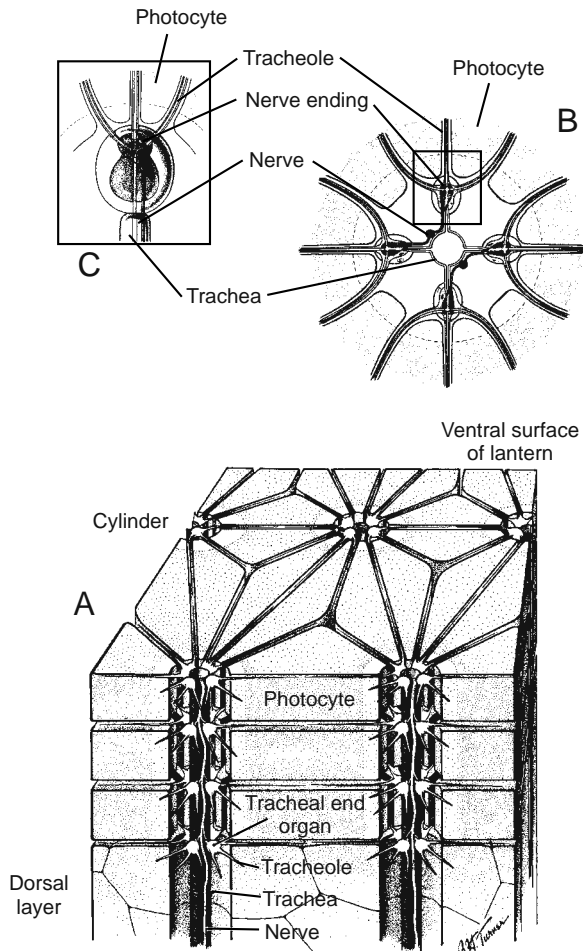 Photocyte
Tracheole
Photocyte
Nerve ending
B
Nerve
C
Trachea
Ventral surface
of lantern
Cylinder
A
Photocyte
Tracheal end
organ
Tracheole
Dorsal
layer
Trachea
Nerve